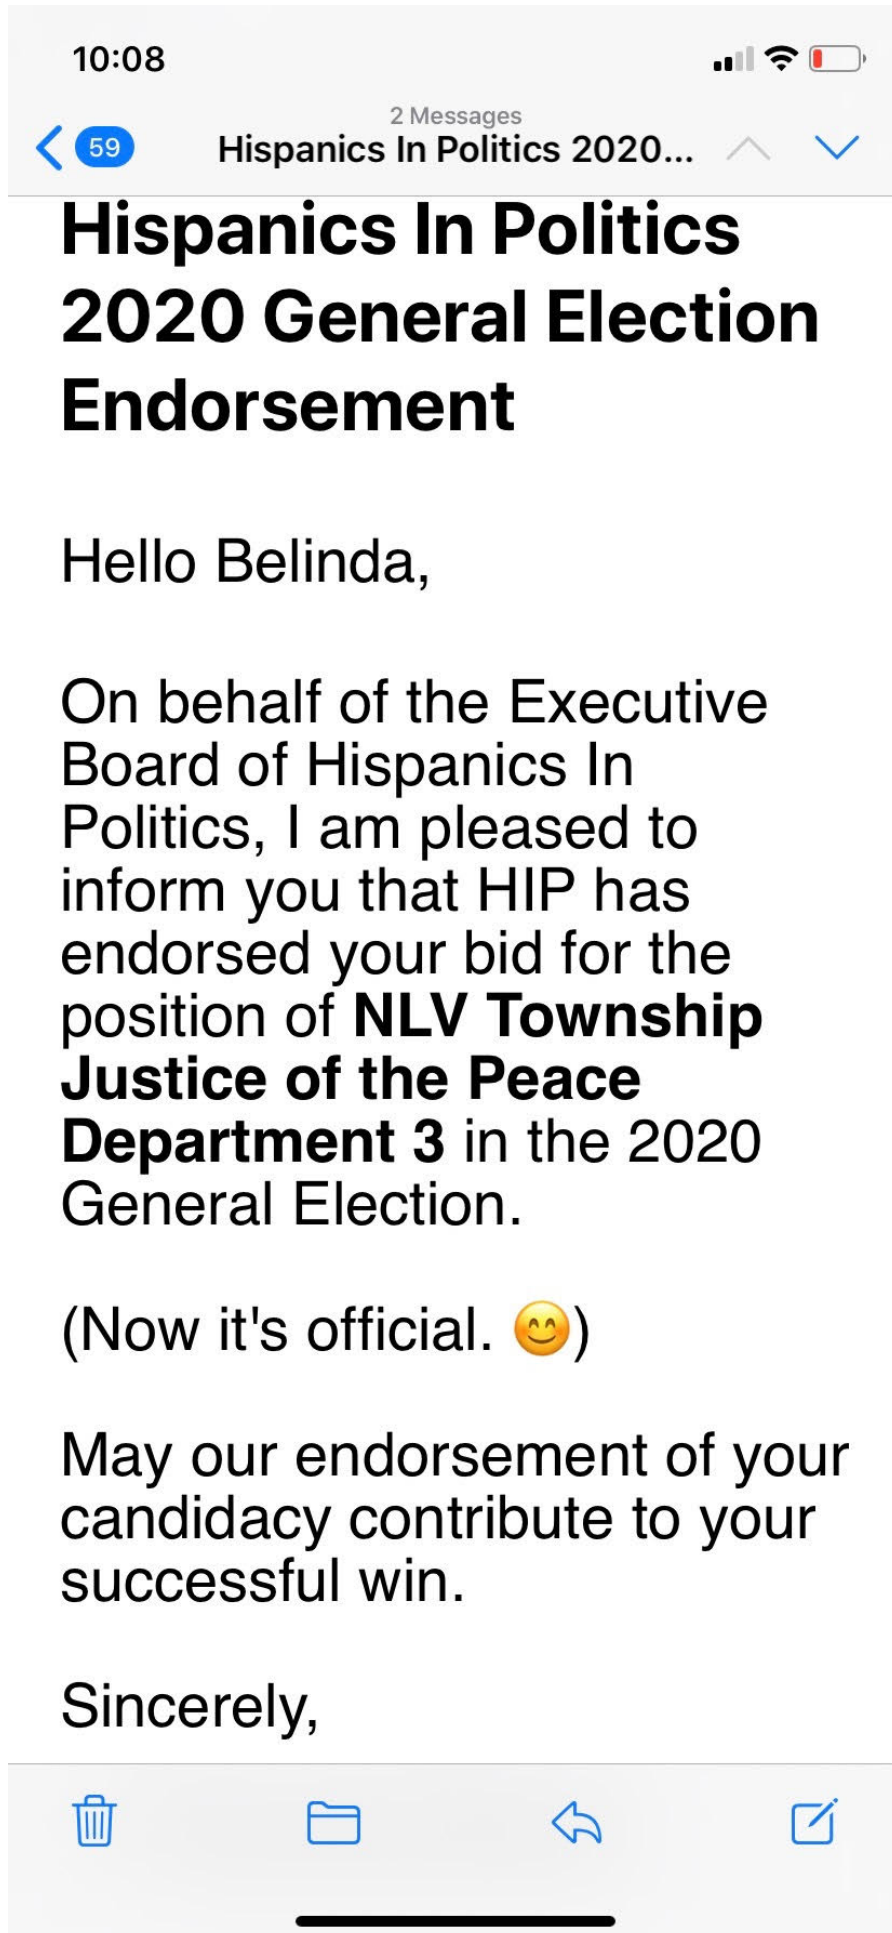 10:08
2 Messages
59
Hispanics In Politics 2020...
Hispanics In Politics
2020 General Election
Endorsement
Hello Belinda,
On behalf of the Executive
Board of Hispanics In
Politics, I am pleased to
inform you that HIP has
endorsed your bid for the
position of NLV Township
Justice of the Peace
Department 3 in the 2020
General Election.
(Now it's official. 😊)
May our endorsement of your
candidacy contribute to your
successful win.
Sincerely,